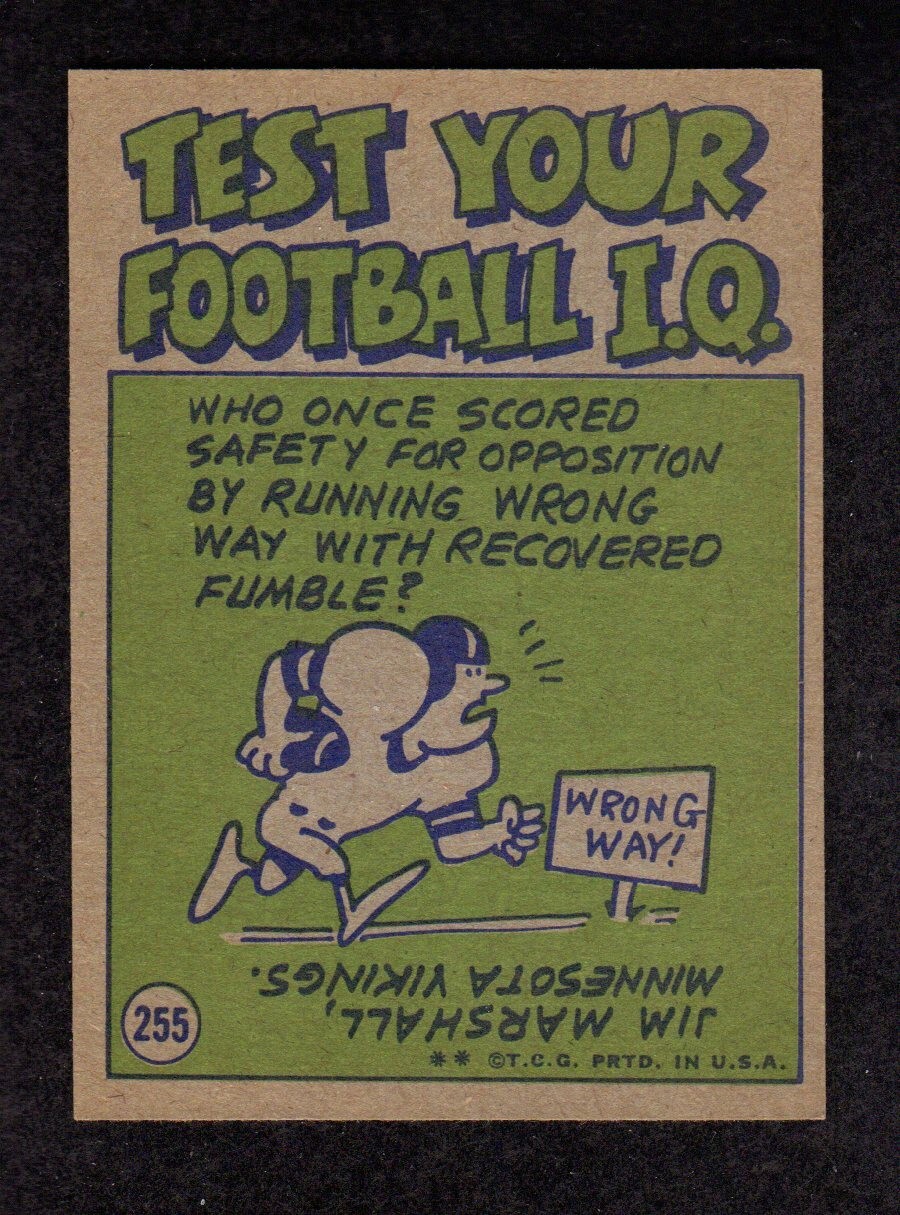 TEST YOUR
FOOTBALL I.Q.
WHO ONCE SCORED
SAFETY FOR OPPOSITION
BY RUNNING WRONG
WAY WITH RECOVERED
FUMBLE?
WRONG
WAY!
JIM MARSHALL,
MINNESOTA VIKINGS.
255
** ©T.C.G. PRTD. IN U.S.A.